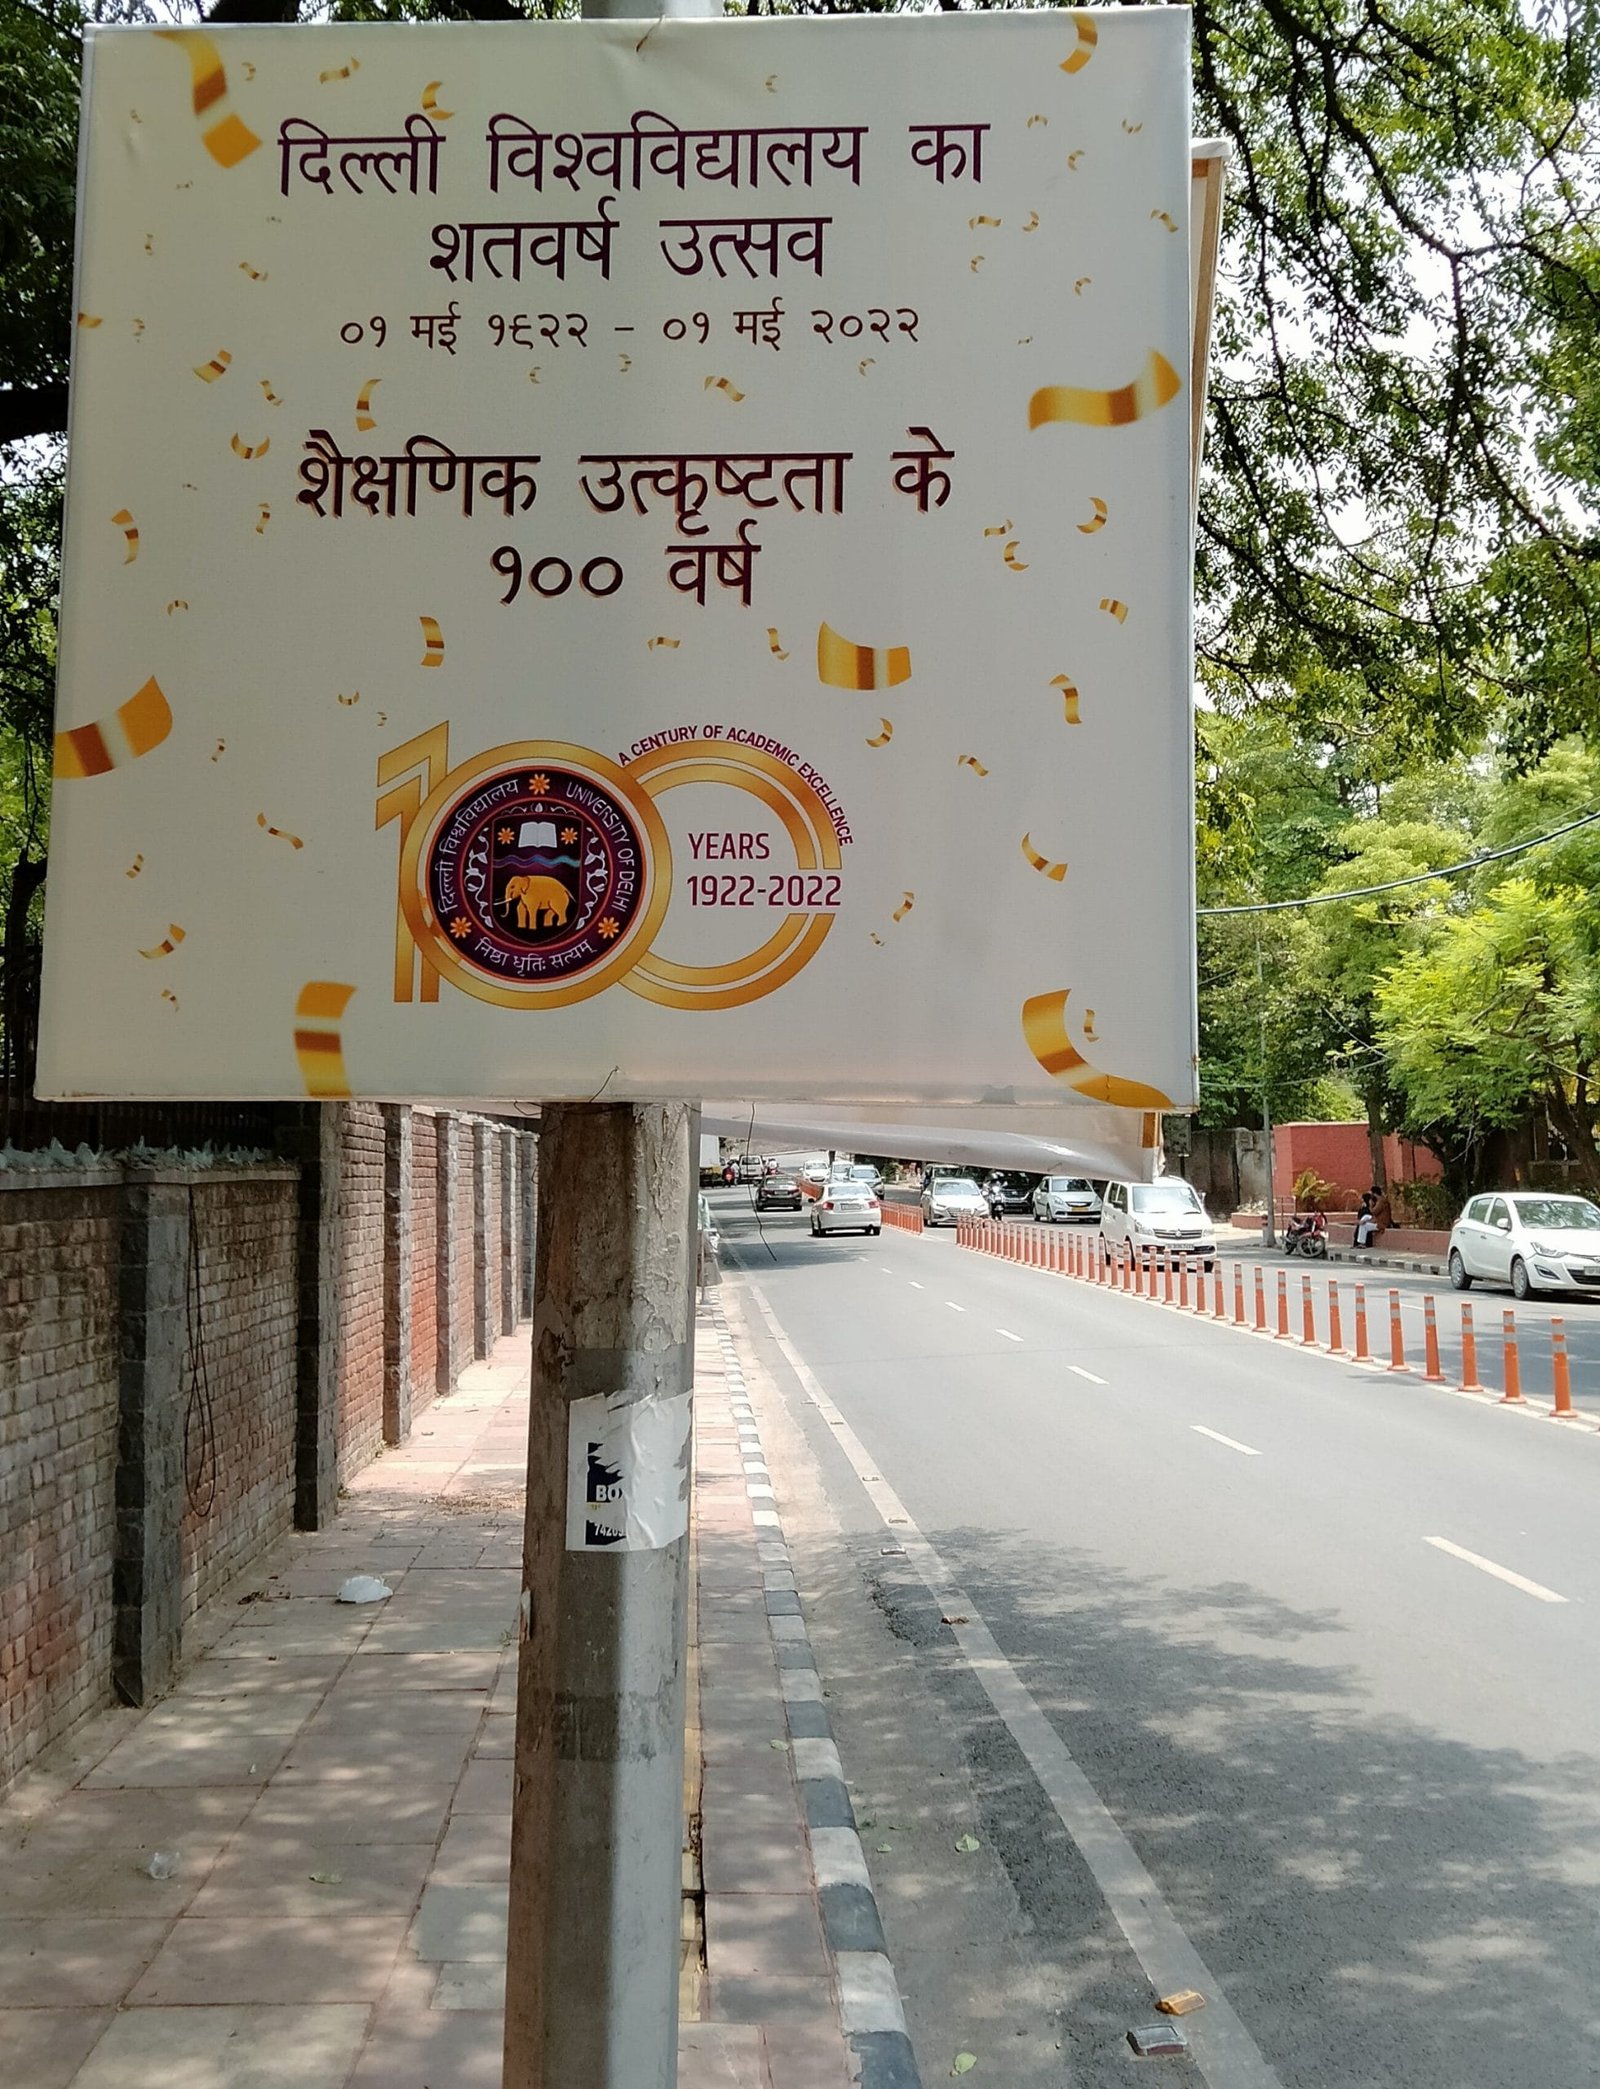 दिल्ली विश्वविद्यालय का
शतवर्ष उत्सव
०१ मई १९२२ - ०१ मई २०२२
शैक्षणिक उत्कृष्टता के
१०० वर्ष
100
A CENTURY OF ACADEMIC EXCELLENCE
YEARS
1922-2022
दिल्ली विश्वविद्यालय
UNIVERSITY OF DELHI
निष्ठा धृतिः सत्यम्